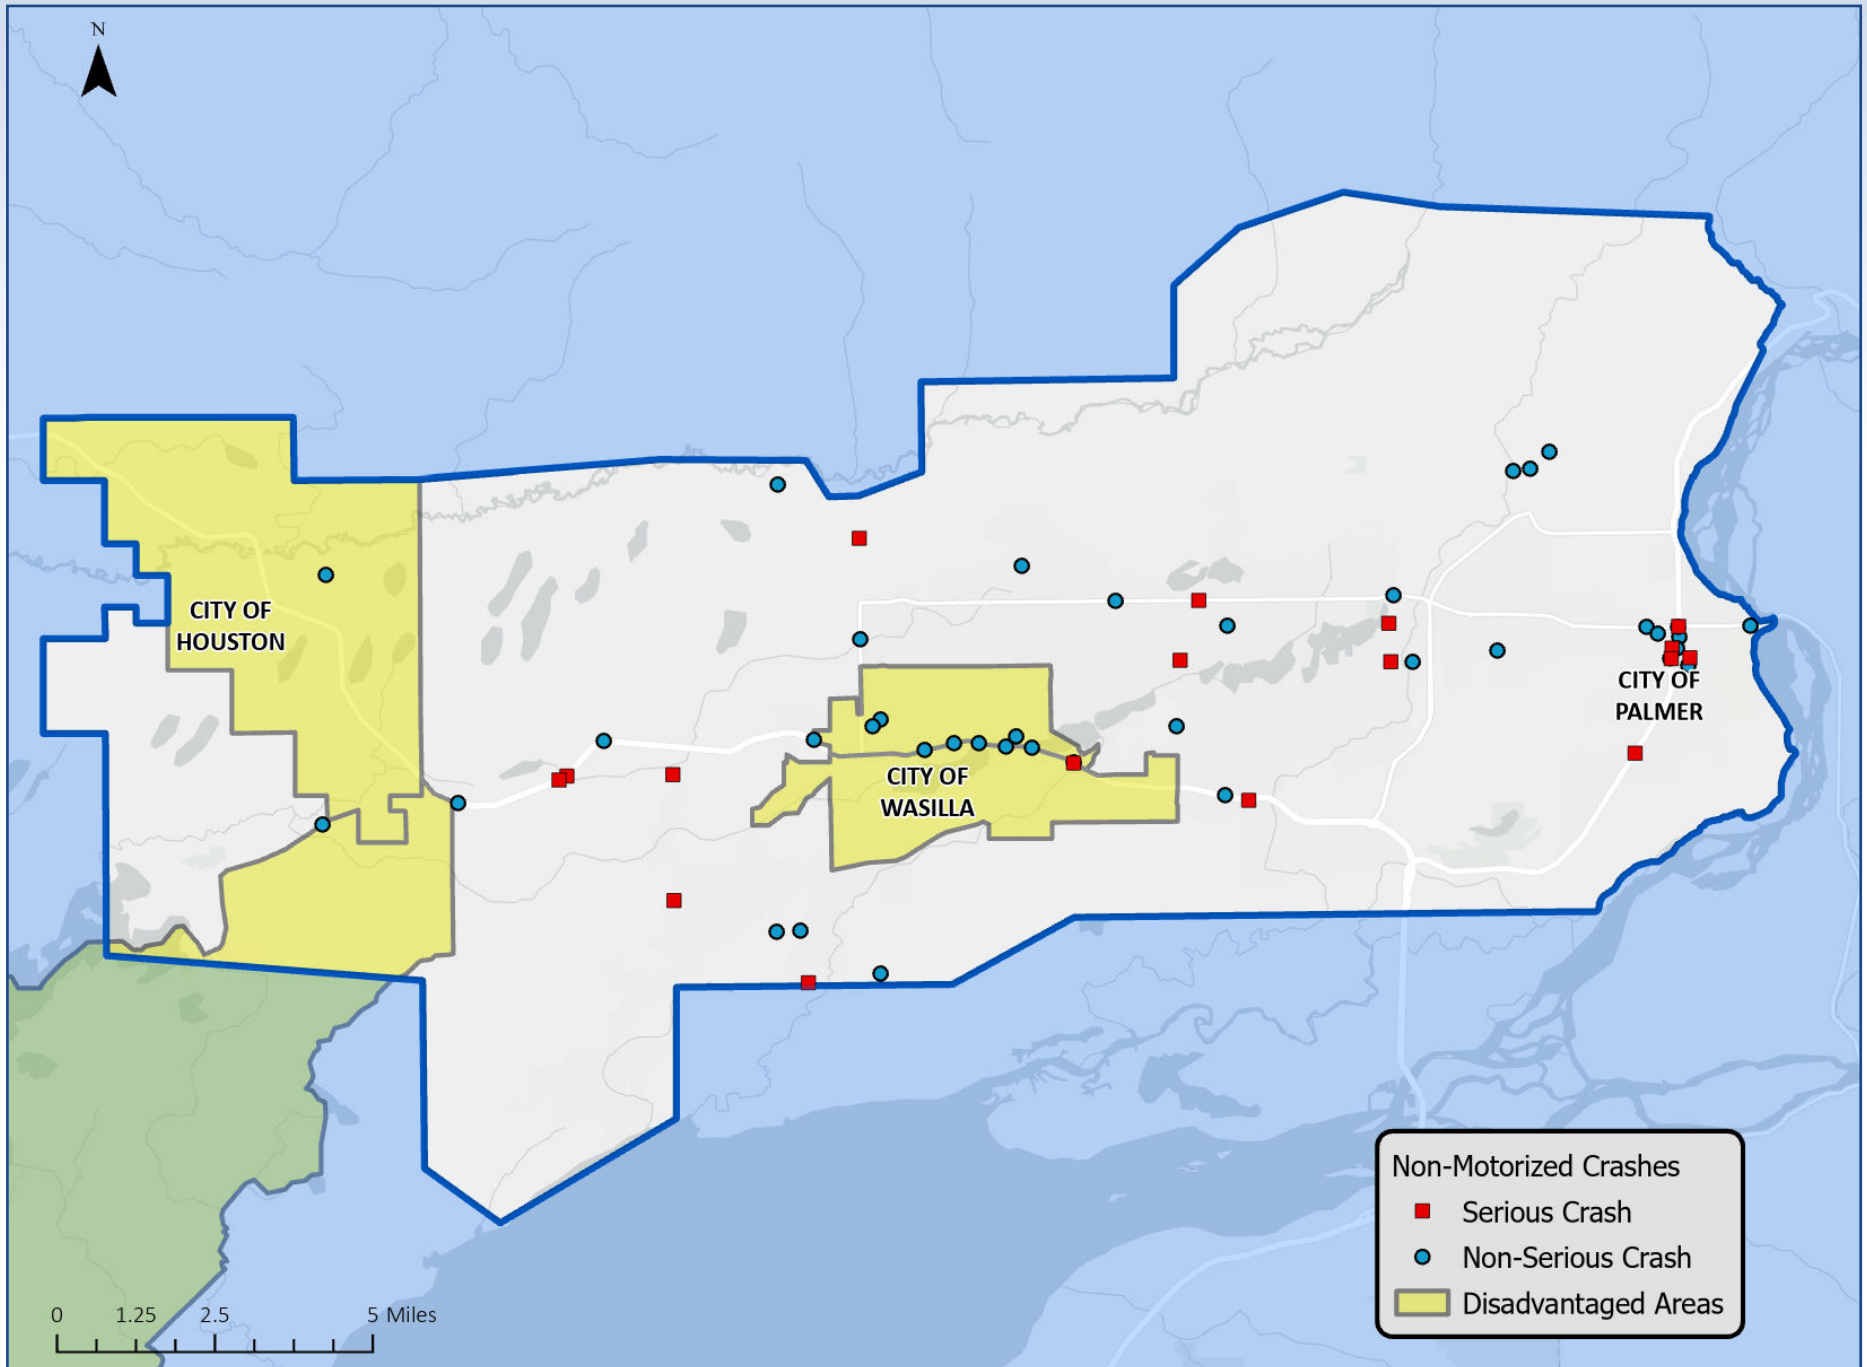 N
CITY OF
HOUSTON
CITY OF
PALMER
CITY OF
WASILLA
Non-Motorized Crashes
Serious Crash
Non-Serious Crash
Disadvantaged Areas
0 1.25 2.5 5 Miles